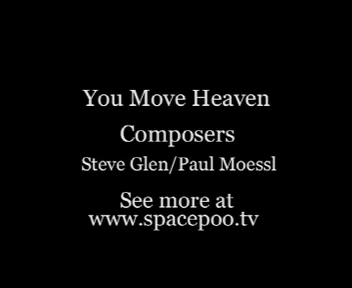 You Move Heaven
Composers
Steve Glen/Paul Moessl
See more at
www.spacepoo.tv